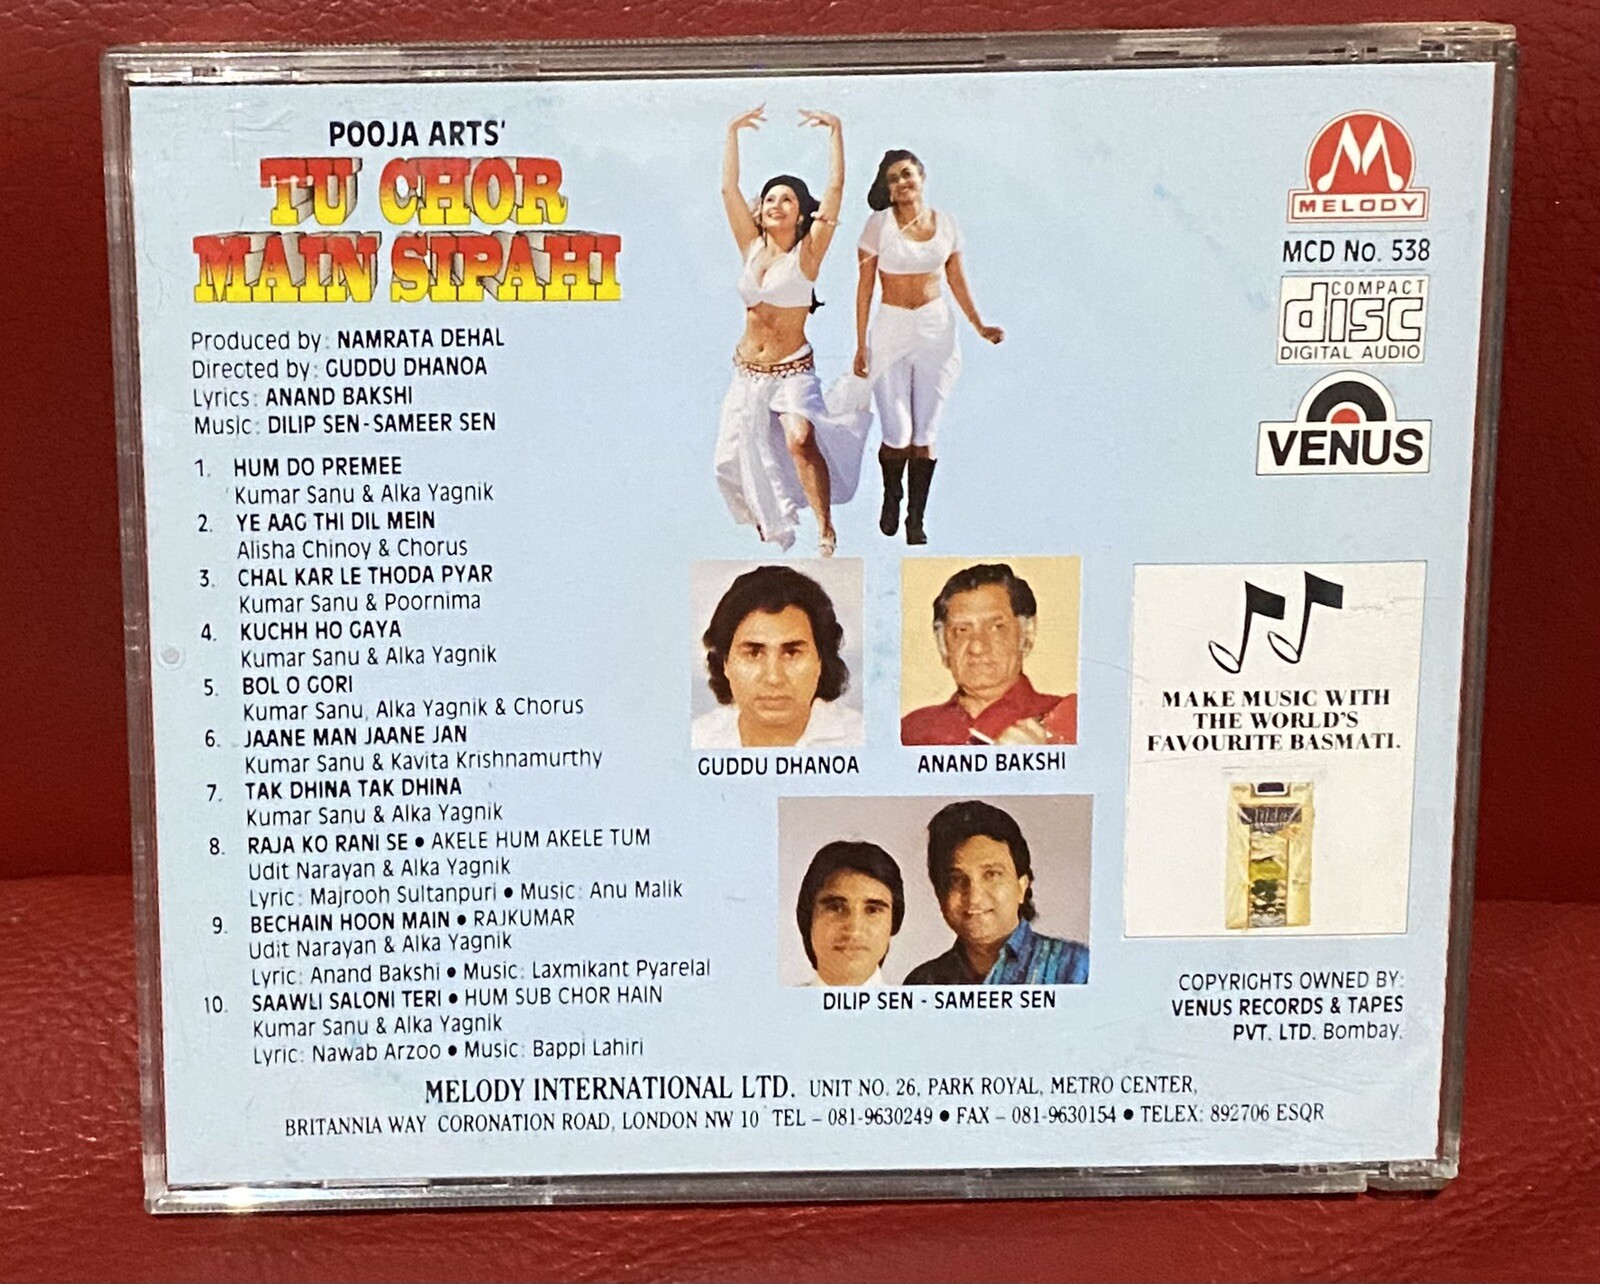 POOJA ARTS'
TU CHOR
MAIN SIPAHI
Produced by: NAMRATA DEHAL
Directed by: GUDDU DHANOA
Lyrics: ANAND BAKSHI
Music: DILIP SEN - SAMEER SEN
1. HUM DO PREMEE
Kumar Sanu & Alka Yagnik
2. YE AAG THI DIL MEIN
Alisha Chinoy & Chorus
3. CHAL KAR LE THODA PYAR
Kumar Sanu & Poornima
4. KUCHH HO GAYA
Kumar Sanu & Alka Yagnik
5. BOL O GORI
Kumar Sanu, Alka Yagnik & Chorus
6. JAANE MAN JAANE JAN
Kumar Sanu & Kavita Krishnamurthy
7. TAK DHINA TAK DHINA
Kumar Sanu & Alka Yagnik
8. RAJA KO RANI SE • AKELE HUM AKELE TUM
Udit Narayan & Alka Yagnik
Lyric: Majrooh Sultanpuri • Music: Anu Malik
9. BECHAIN HOON MAIN • RAJKUMAR
Udit Narayan & Alka Yagnik
Lyric: Anand Bakshi • Music: Laxmikant Pyarelal
10. SAAWLI SALONI TERI • HUM SUB CHOR HAIN
Kumar Sanu & Alka Yagnik
Lyric: Nawab Arzoo • Music: Bappi Lahiri
GUDDU DHANOA
ANAND BAKSHI
DILIP SEN - SAMEER SEN
MELODY
MCD No. 538
COMPACT
disc
DIGITAL AUDIO
VENUS
MAKE MUSIC WITH
THE WORLD'S
FAVOURITE BASMATI.
COPYRIGHTS OWNED BY:
VENUS RECORDS & TAPES
PVT. LTD. Bombay.
MELODY INTERNATIONAL LTD. UNIT NO. 26, PARK ROYAL, METRO CENTER,
BRITANNIA WAY CORONATION ROAD, LONDON NW 10 TEL – 081-9630249 • FAX – 081-9630154 • TELEX: 892706 ESQR